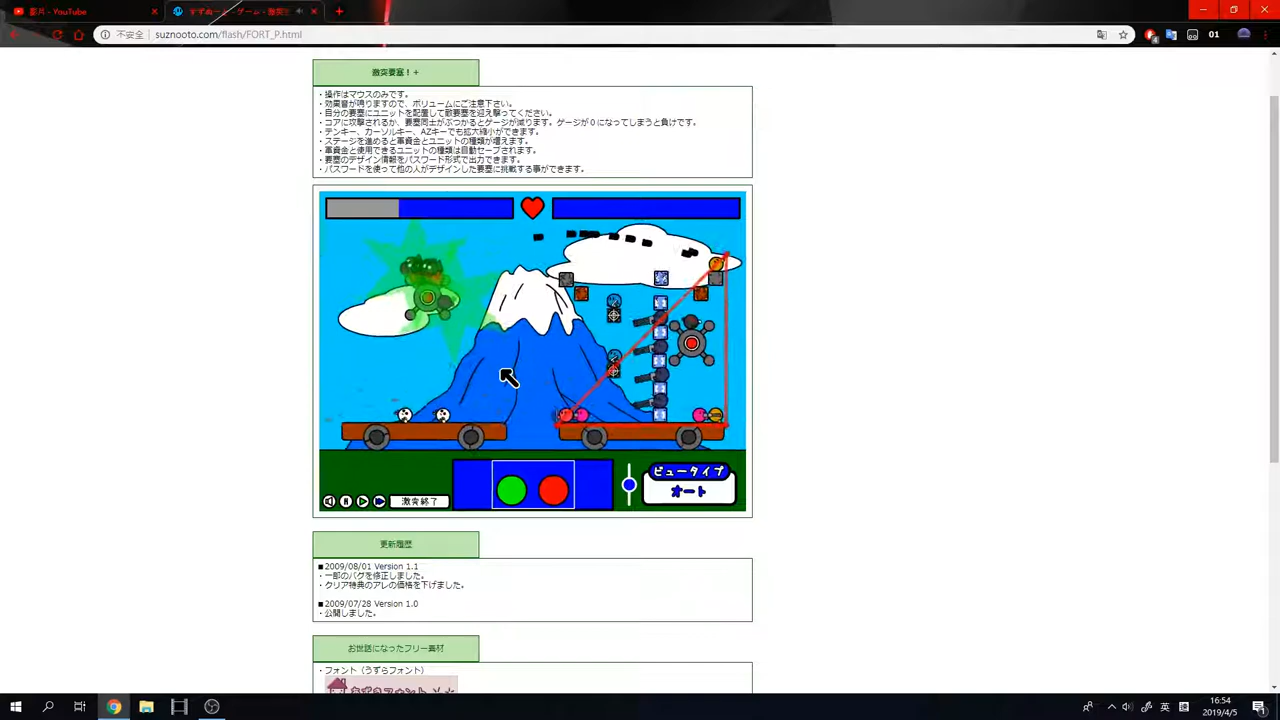 影片 - YouTube
すずぬーと - ゲーム - 激突
不安全 | suznooto.com/flash/FORT_P.html
4
01
激突要塞！＋
・操作はマウスのみです。
・効果音が鳴りますので、ボリュームにご注意下さい。
・自分の要塞にユニットを配置して敵要塞を迎え撃ってください。
・コアに攻撃されるか、要塞同士がぶつかるとゲージが減ります。ゲージが０になってしまうと負けです。
・テンキー、カーソルキー、AZキーでも拡大縮小ができます。
・ステージを進めると軍資金とユニットの種類が増えます。
・軍資金と使用できるユニットの種類は自動セーブされます。
・要塞のデザイン情報をパスワード形式で出力できます。
・パスワードを使って他の人がデザインした要塞に挑戦する事ができます。
ビュータイプ
オート
激突終了
更新履歴
■2009/08/01 Version 1.1
・一部のバグを修正しました。
・クリア特典のアレの価格を下げました。
■2009/07/28 Version 1.0
・公開しました。
お世話になったフリー素材
・フォント（うずらフォント）
英
16:54
2019/4/5
1